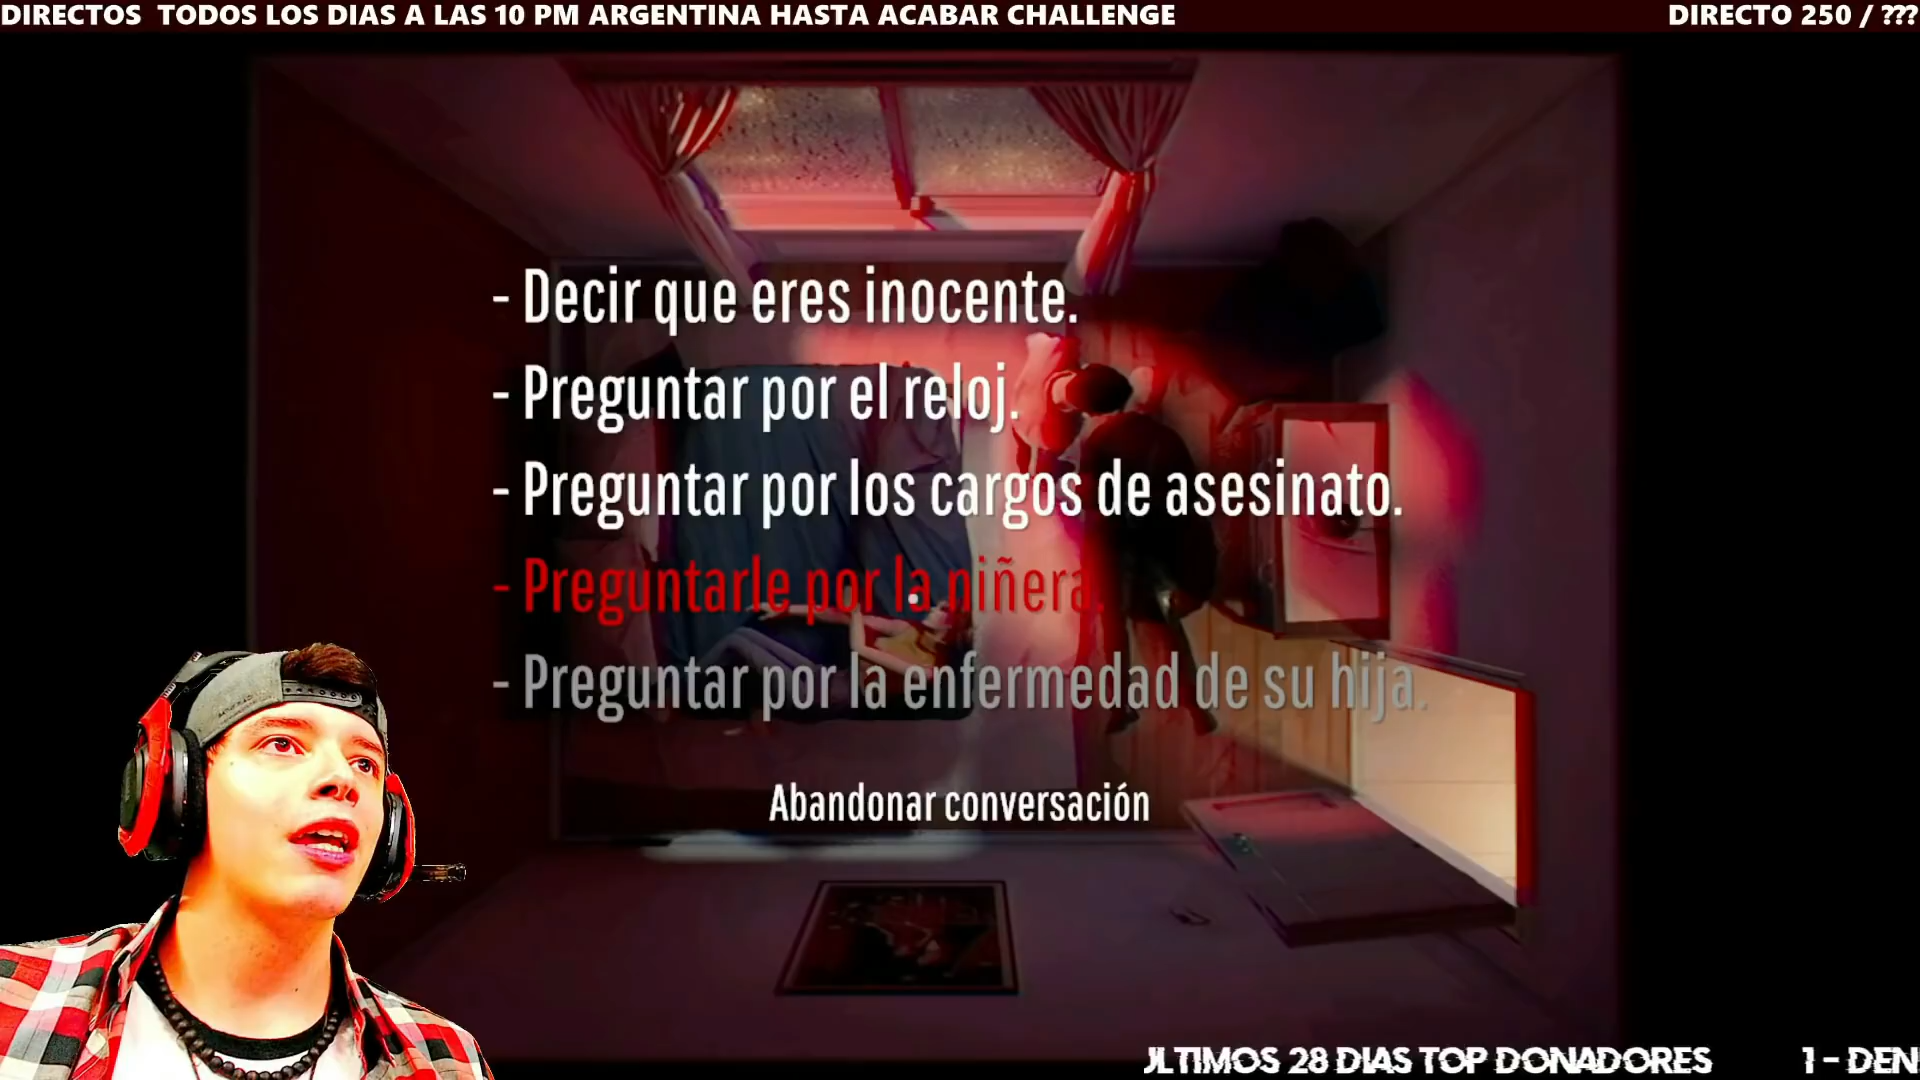 DIRECTOS TODOS LOS DIAS A LAS 10 PM ARGENTINA HASTA ACABAR CHALLENGE
DIRECTO 250 / ???
- Decir que eres inocente.
- Preguntar por el reloj.
- Preguntar por los cargos de asesinato.
- Preguntarle por la niñera.
- Preguntar por la enfermedad de su hija.
Abandonar conversación
ULTIMOS 28 DIAS TOP DONADORES
1 - DEN